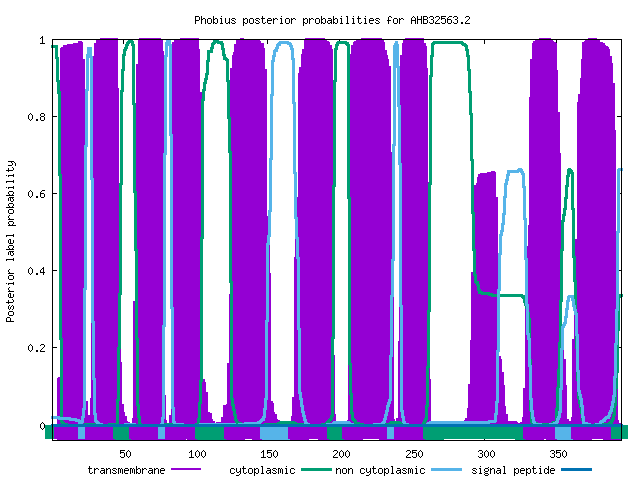 Phobius posterior probabilities for AHB32563.2
1
0.8
0.6
0.4
0.2
0
Posterior label probability
50 100 150 200 250 300 350
transmembrane cytoplasmic non cytoplasmic signal peptide